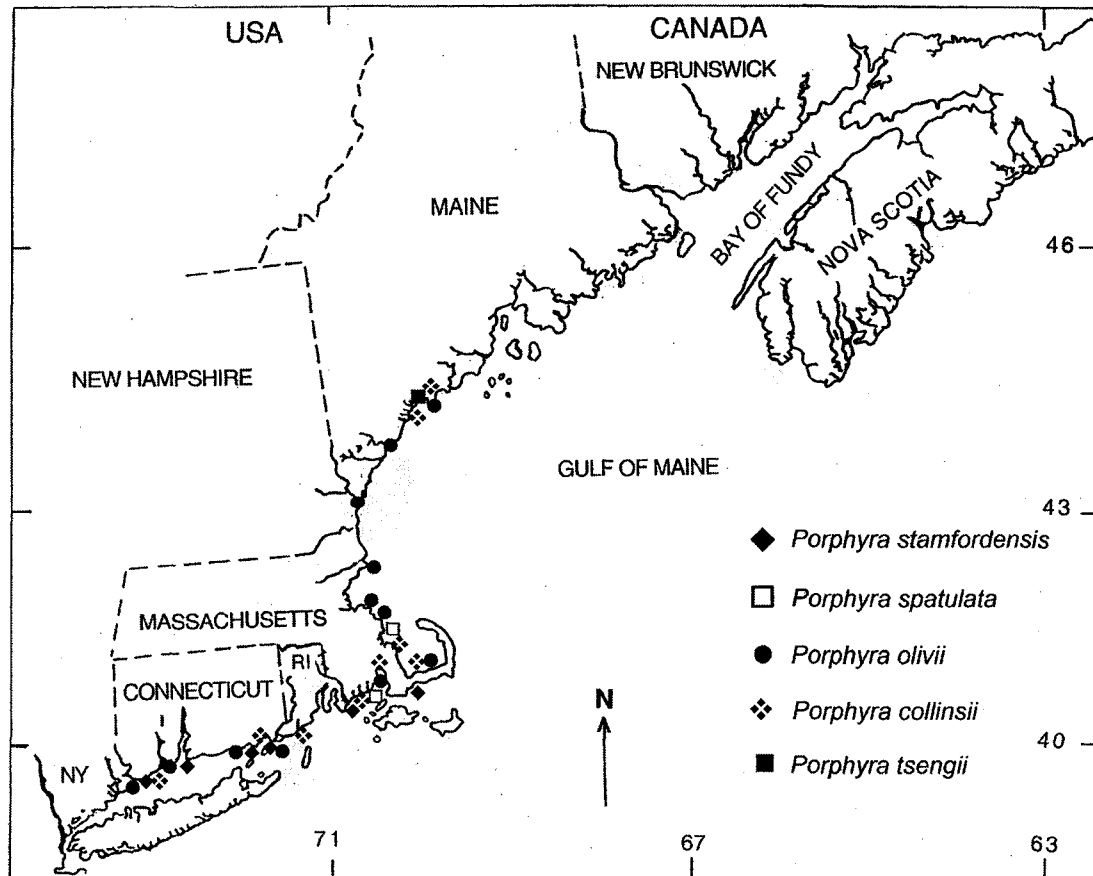 USA
CANADA
NEW BRUNSWICK
MAINE
BAY OF FUNDY
NOVA SCOTIA
46
NEW HAMPSHIRE
GULF OF MAINE
43
Porphyra stamfordensis
Porphyra spatulata
MASSACHUSETTS
Porphyra olivii
RI
CONNECTICUT
N
Porphyra collinsii
40
NY
Porphyra tsengii
71
67
63